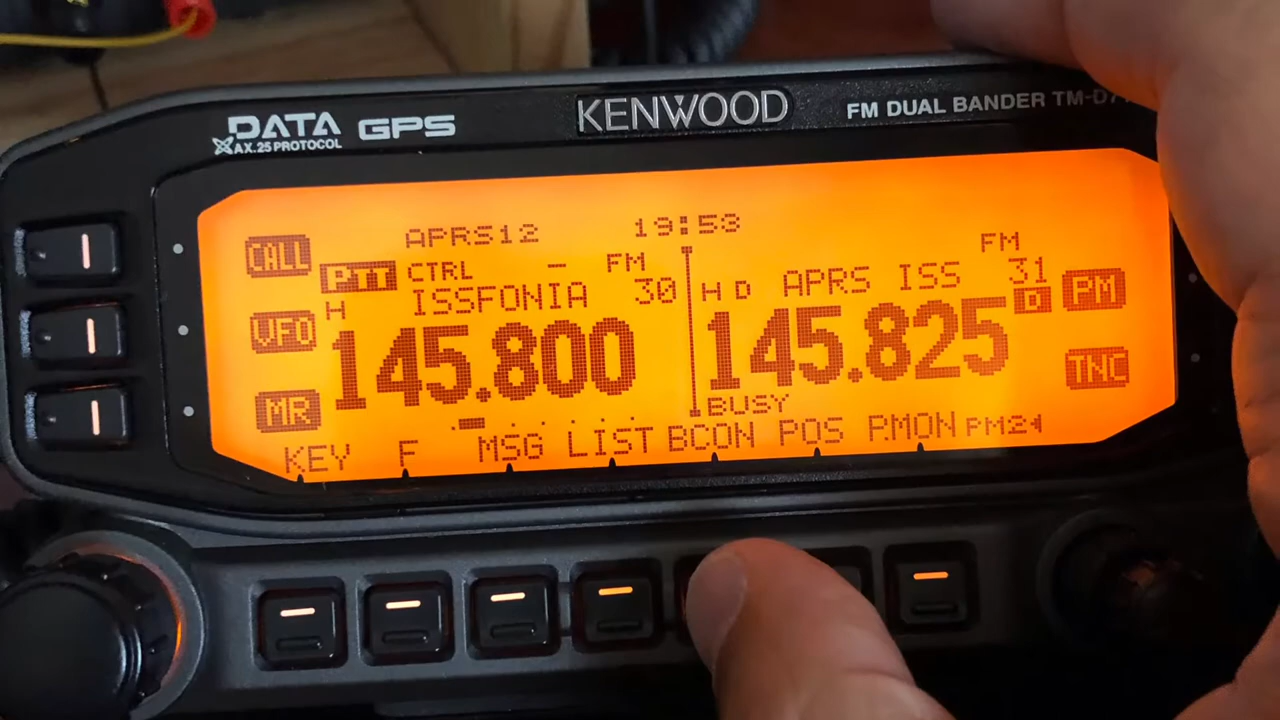 DATA GPS KENWOOD FM DUAL BANDER TM-D7
AX.25 PROTOCOL
APRS12 19:53
CALL PTT CTRL – FM FM
H ISSFONIA 30 H D APRS ISS 31
VFO 145.800 145.825 D PM
MR BUSY TNC
KEY F MSG LIST BCON POS P.MON PM2